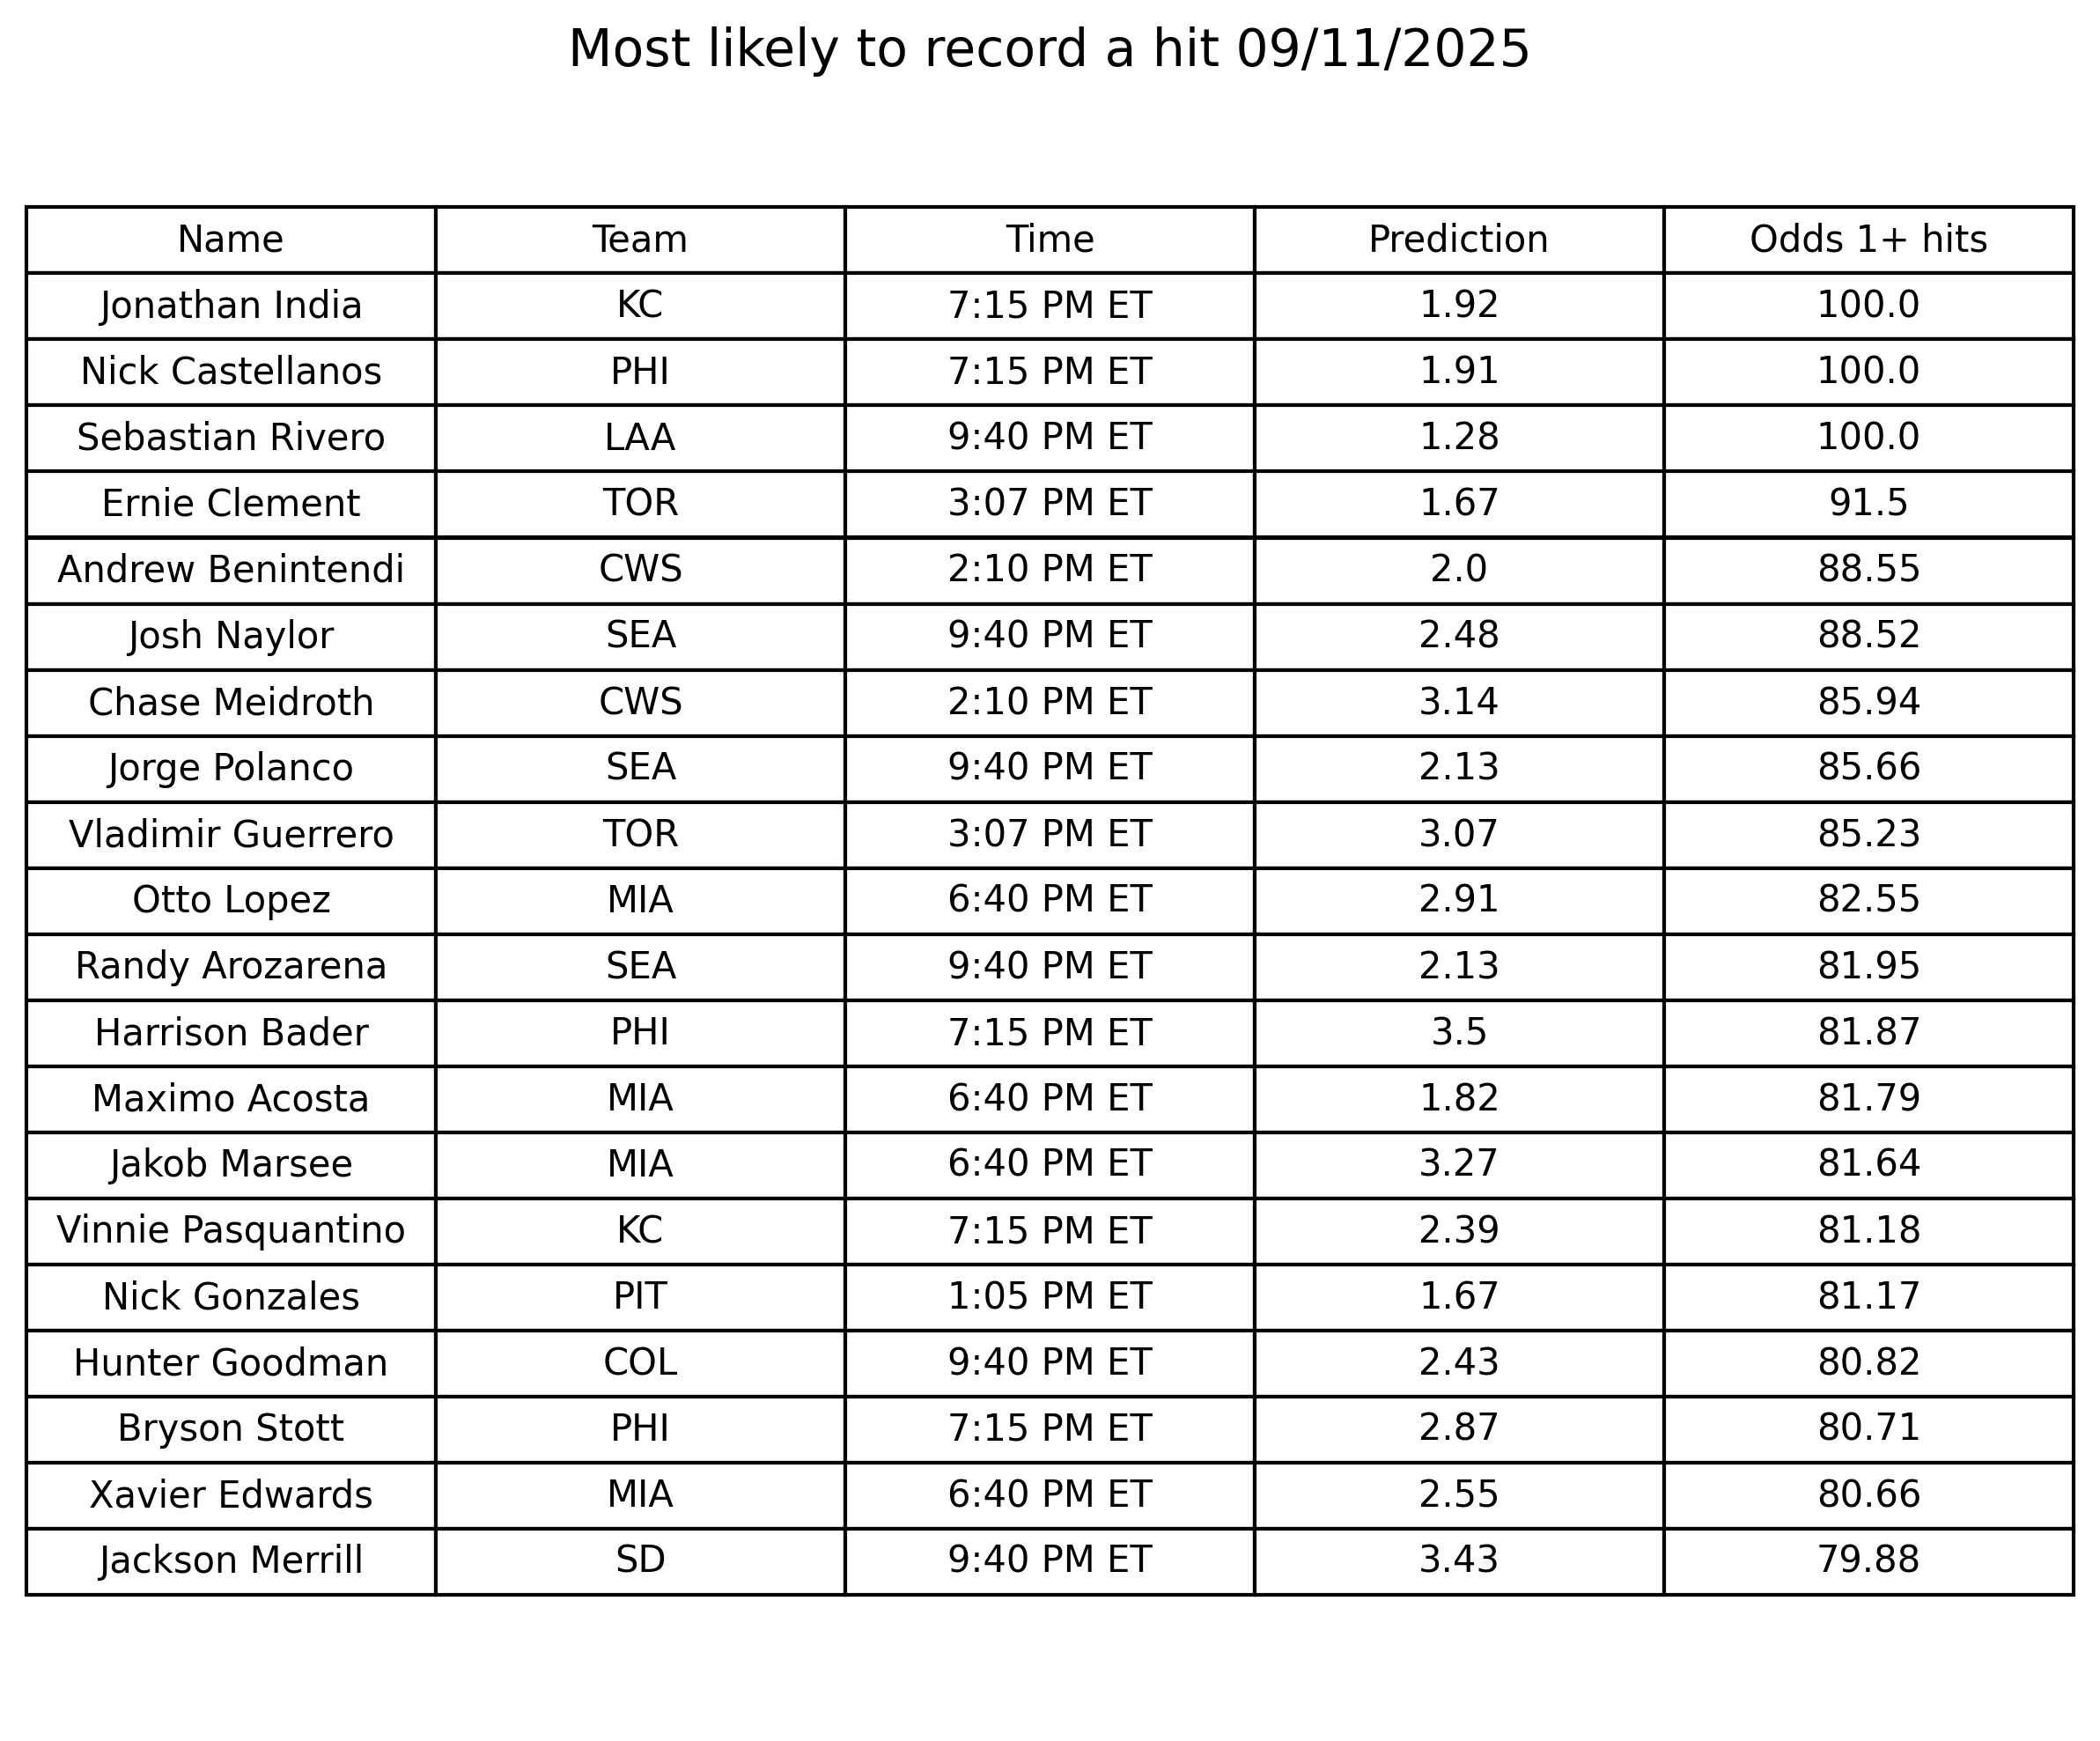 Most likely to record a hit 09/11/2025
Name Team Time Prediction Odds 1+ hits
Jonathan India KC 7:15 PM ET 1.92 100.0
Nick Castellanos PHI 7:15 PM ET 1.91 100.0
Sebastian Rivero LAA 9:40 PM ET 1.28 100.0
Ernie Clement TOR 3:07 PM ET 1.67 91.5
Andrew Benintendi CWS 2:10 PM ET 2.0 88.55
Josh Naylor SEA 9:40 PM ET 2.48 88.52
Chase Meidroth CWS 2:10 PM ET 3.14 85.94
Jorge Polanco SEA 9:40 PM ET 2.13 85.66
Vladimir Guerrero TOR 3:07 PM ET 3.07 85.23
Otto Lopez MIA 6:40 PM ET 2.91 82.55
Randy Arozarena SEA 9:40 PM ET 2.13 81.95
Harrison Bader PHI 7:15 PM ET 3.5 81.87
Maximo Acosta MIA 6:40 PM ET 1.82 81.79
Jakob Marsee MIA 6:40 PM ET 3.27 81.64
Vinnie Pasquantino KC 7:15 PM ET 2.39 81.18
Nick Gonzales PIT 1:05 PM ET 1.67 81.17
Hunter Goodman COL 9:40 PM ET 2.43 80.82
Bryson Stott PHI 7:15 PM ET 2.87 80.71
Xavier Edwards MIA 6:40 PM ET 2.55 80.66
Jackson Merrill SD 9:40 PM ET 3.43 79.88